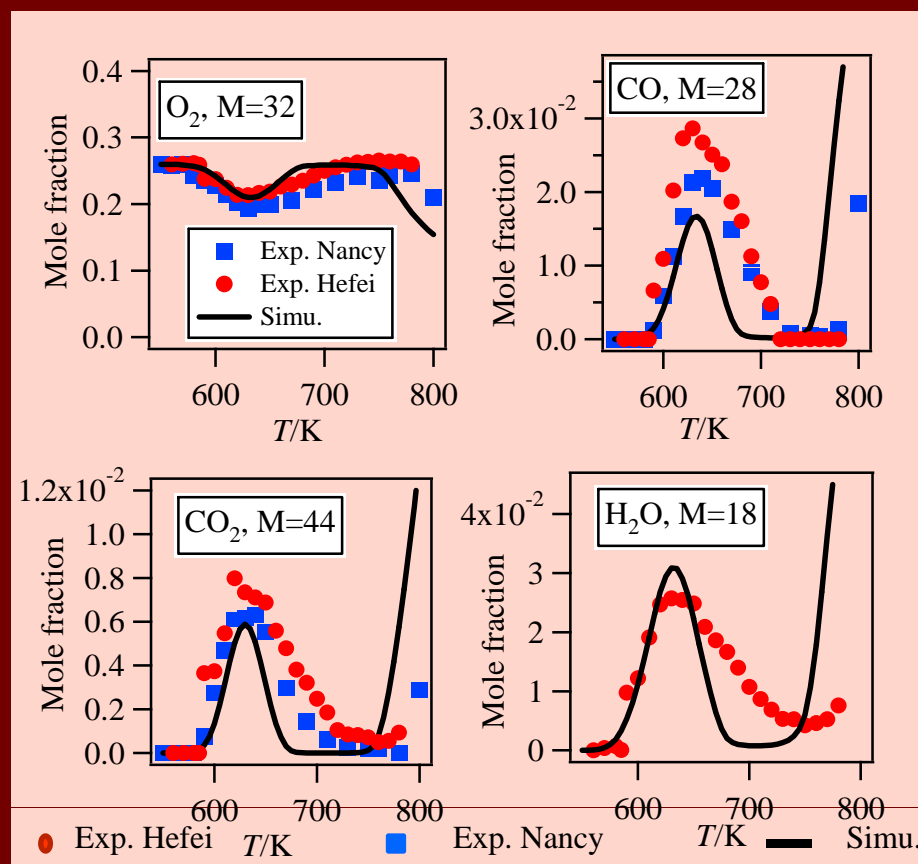 0.4
0.3
0.2
0.1
0.0
Mole fraction
O2, M=32
Exp. Nancy
Exp. Hefei
Simu.
600 700 800
T/K
3.0x10-2
2.0
1.0
0.0
Mole fraction
CO, M=28
600 700 800
T/K
1.2x10-2
1.0
0.8
0.6
0.4
0.2
0.0
Mole fraction
CO2, M=44
600 700 800
T/K
4x10-2
3
2
1
0
Mole fraction
H2O, M=18
600 700 800
T/K
Exp. Hefei Exp. Nancy Simu.